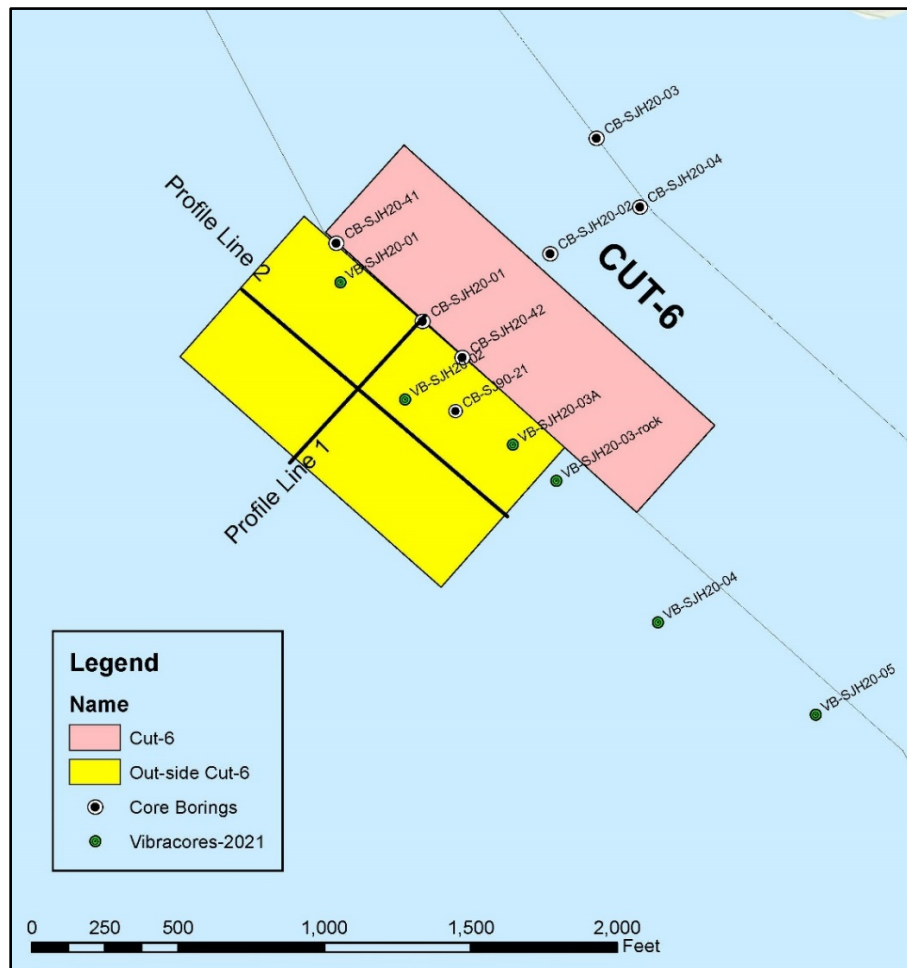 CB-SJH20-03
CB-SJH20-04
CB-SJH20-02
CUT-6
CB-SJH20-41
Profile Line 2
VB-SJH20-01
CB-SJH20-01
CB-SJH20-42
VB-SJH20-02
CB-SJ90-21
VB-SJH20-03A
VB-SJH20-03-rock
Profile Line 1
VB-SJH20-04
VB-SJH20-05
Legend
Name
Cut-6
Out-side Cut-6
Core Borings
Vibracores-2021
0 250 500 1,000 1,500 2,000
Feet